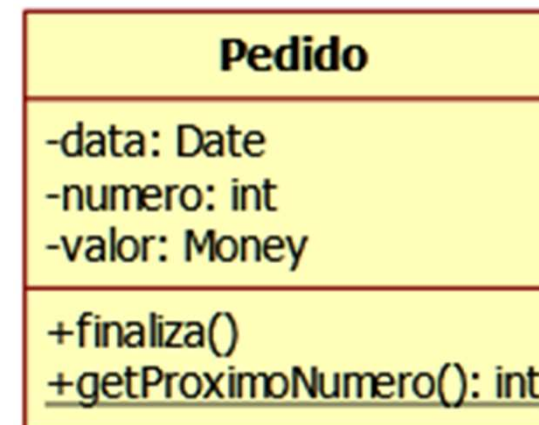 Pedido
-data: Date
-numero: int
-valor: Money
+finaliza()
+getProximoNumero(): int